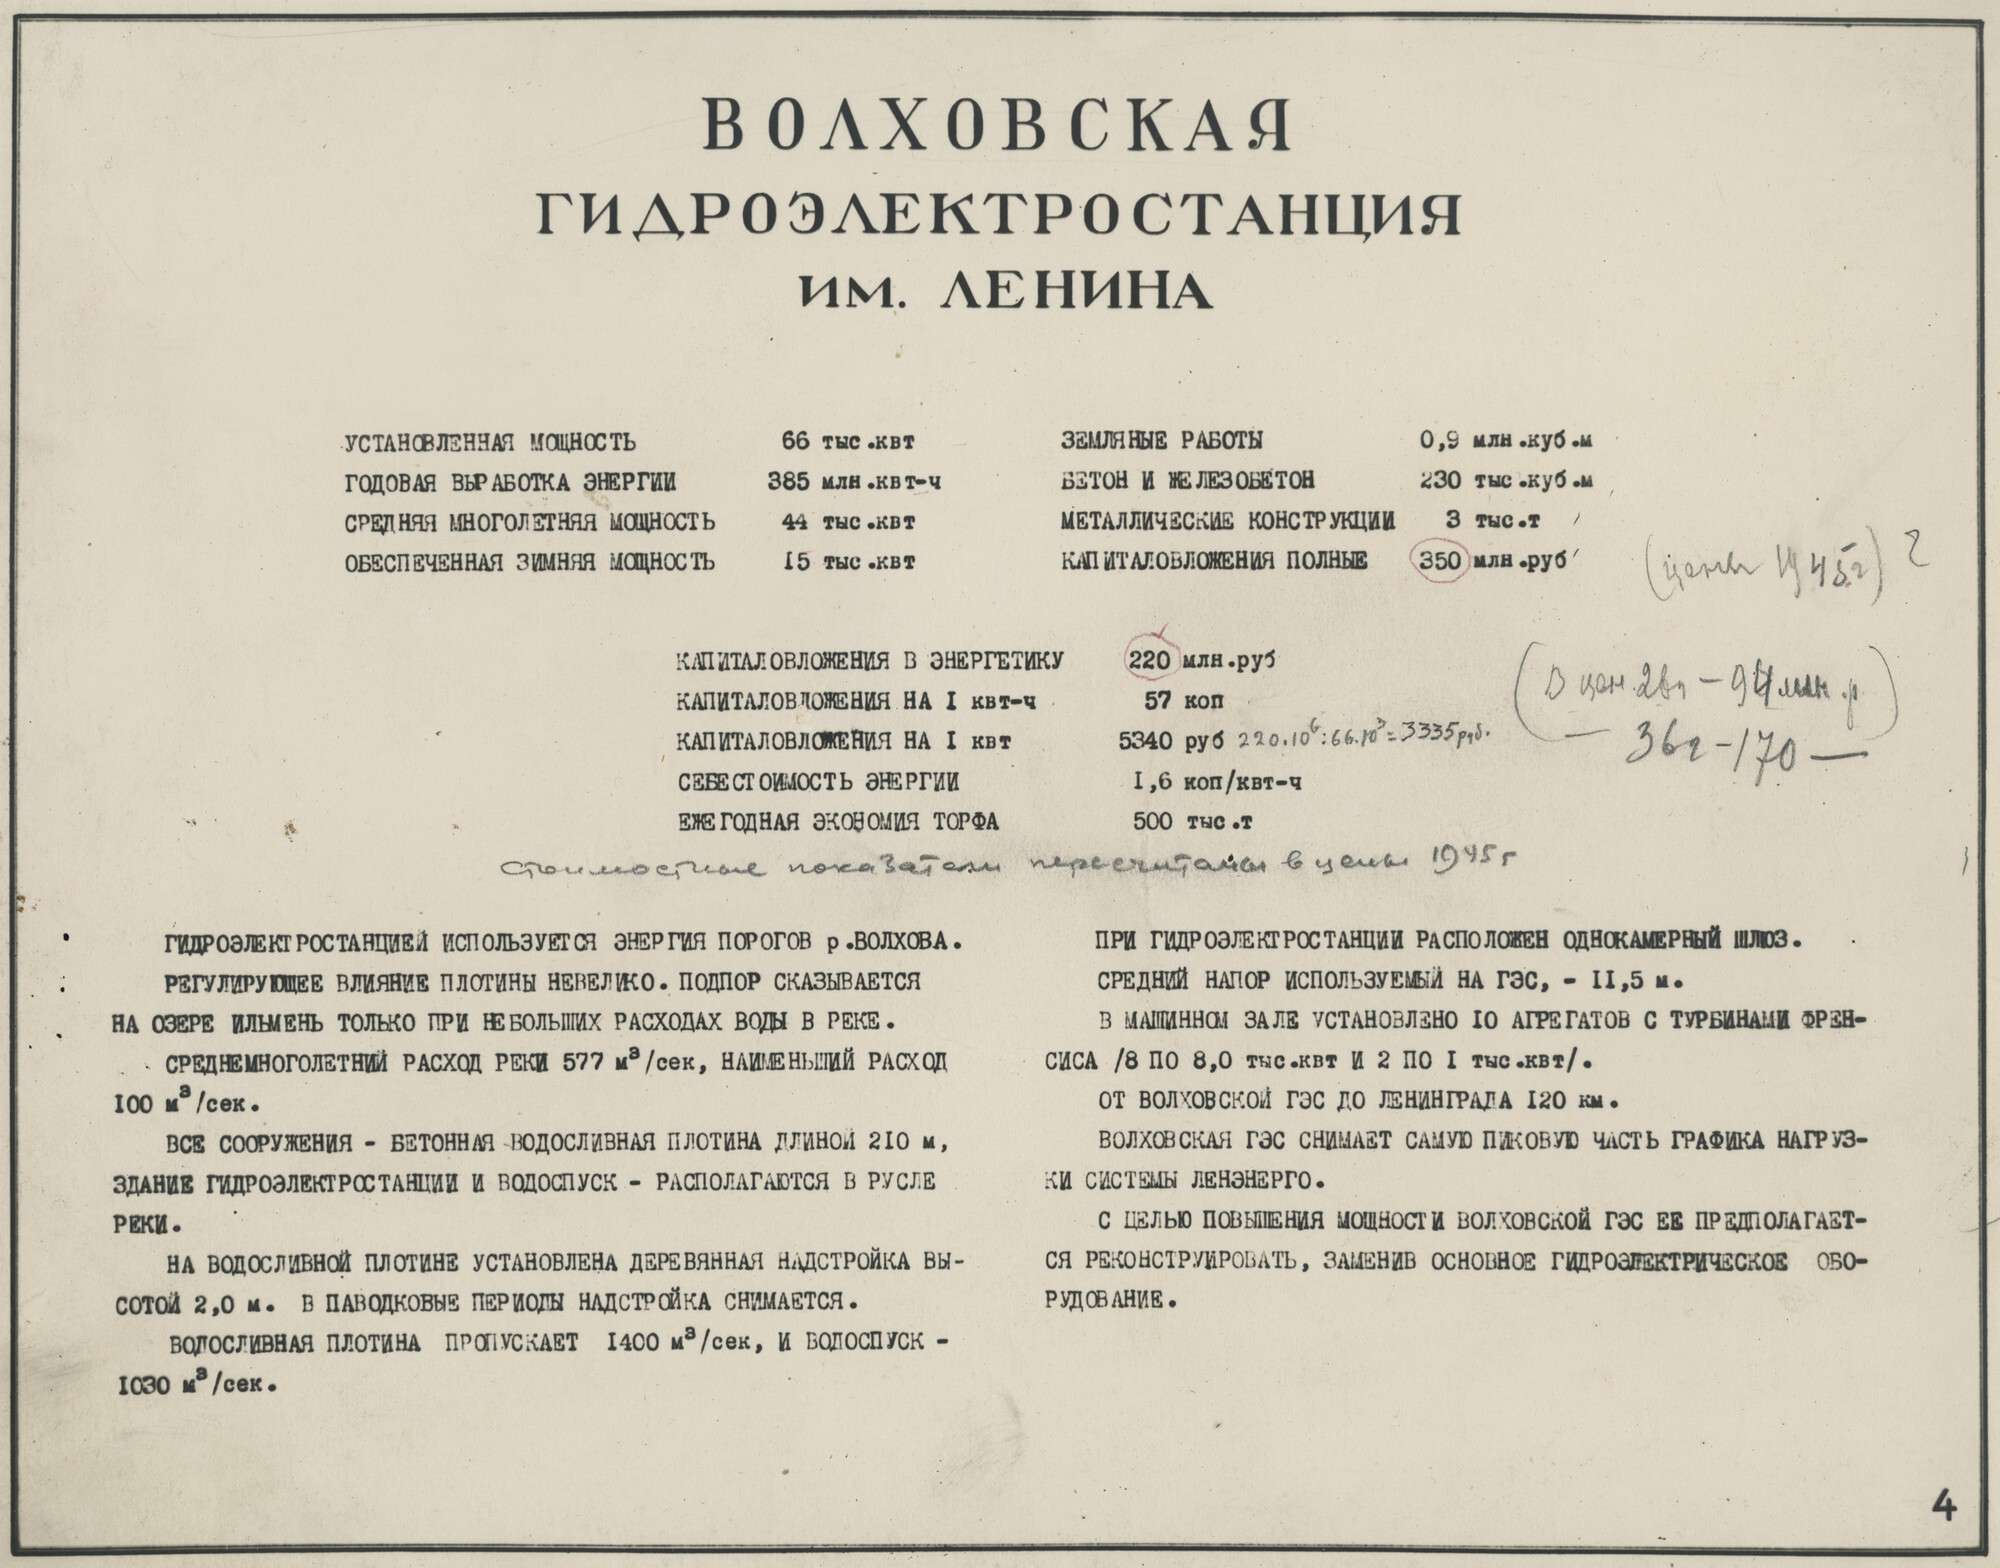 ВОЛХОВСКАЯ
ГИДРОЭЛЕКТРОСТАНЦИЯ
ИМ. ЛЕНИНА
УСТАНОВЛЕННАЯ МОЩНОСТЬ 66 тыс.квт
ГОДОВАЯ ВЫРАБОТКА ЭНЕРГИИ 385 млн.квт-ч
СРЕДНЯЯ МНОГОЛЕТНЯЯ МОЩНОСТЬ 44 тыс.квт
ОБЕСПЕЧЕННАЯ ЗИМНЯЯ МОЩНОСТЬ 15 тыс.квт
ЗЕМЛЯНЫЕ РАБОТЫ 0,9 млн.куб.м
БЕТОН И ЖЕЛЕЗОБЕТОН 230 тыс.куб.м
МЕТАЛЛИЧЕСКИЕ КОНСТРУКЦИИ 3 тыс.т
КАПИТАЛОВЛОЖЕНИЯ ПОЛНЫЕ 350 млн.руб
(цены 1945г) ?
КАПИТАЛОВЛОЖЕНИЯ В ЭНЕРГЕТИКУ 220 млн.руб
КАПИТАЛОВЛОЖЕНИЯ НА I квт-ч 57 коп
КАПИТАЛОВЛОЖЕНИЯ НА I квт 5340 руб 220.10⁶:66.10³=3335руб.
СЕБЕСТОИМОСТЬ ЭНЕРГИИ I,6 коп/квт-ч
ЕЖЕГОДНАЯ ЭКОНОМИЯ ТОРФА 500 тыс.т
(В цен. 26г – 94 млн.р
— 36г – 170 —
стоимостные показатели пересчитаны в цены 1945г
ГИДРОЭЛЕКТРОСТАНЦИЕЙ ИСПОЛЬЗУЕТСЯ ЭНЕРГИЯ ПОРОГОВ р.ВОЛХОВА.
РЕГУЛИРУЮЩЕЕ ВЛИЯНИЕ ПЛОТИНЫ НЕВЕЛИКО. ПОДПОР СКАЗЫВАЕТСЯ
НА ОЗЕРЕ ИЛЬМЕНЬ ТОЛЬКО ПРИ НЕБОЛЬШИХ РАСХОДАХ ВОДЫ В РЕКЕ.
СРЕДНЕМНОГОЛЕТНИЙ РАСХОД РЕКИ 577 м³/сек, НАИМЕНЬШИЙ РАСХОД
100 м³/сек.
ВСЕ СООРУЖЕНИЯ - БЕТОННАЯ ВОДОСЛИВНАЯ ПЛОТИНА ДЛИНОЙ 210 м,
ЗДАНИЕ ГИДРОЭЛЕКТРОСТАНЦИИ И ВОДОСПУСК - РАСПОЛАГАЮТСЯ В РУСЛЕ
РЕКИ.
НА ВОДОСЛИВНОЙ ПЛОТИНЕ УСТАНОВЛЕНА ДЕРЕВЯННАЯ НАДСТРОЙКА ВЫ-
СОТОЙ 2,0 м. В ПАВОДКОВЫЕ ПЕРИОДЫ НАДСТРОЙКА СНИМАЕТСЯ.
ВОДОСЛИВНАЯ ПЛОТИНА ПРОПУСКАЕТ 1400 м³/сек, И ВОДОСПУСК -
1030 м³/сек.
ПРИ ГИДРОЭЛЕКТРОСТАНЦИИ РАСПОЛОЖЕН ОДНОКАМЕРНЫЙ ШЛЮЗ.
СРЕДНИЙ НАПОР ИСПОЛЬЗУЕМЫЙ НА ГЭС, - II,5 м.
В МАШИННОМ ЗАЛЕ УСТАНОВЛЕНО 10 АГРЕГАТОВ С ТУРБИНАМИ ФРЕН-
СИСА /8 ПО 8,0 тыс.квт И 2 ПО I тыс.квт/.
ОТ ВОЛХОВСКОЙ ГЭС ДО ЛЕНИНГРАДА 120 км.
ВОЛХОВСКАЯ ГЭС СНИМАЕТ САМУЮ ПИКОВУЮ ЧАСТЬ ГРАФИКА НАГРУЗ-
КИ СИСТЕМЫ ЛЕНЭНЕРГО.
С ЦЕЛЬЮ ПОВЫШЕНИЯ МОЩНОСТИ ВОЛХОВСКОЙ ГЭС ЕЕ ПРЕДПОЛАГАЕТ-
СЯ РЕКОНСТРУИРОВАТЬ, ЗАМЕНИВ ОСНОВНОЕ ГИДРОЭЛЕКТРИЧЕСКОЕ ОБО-
РУДОВАНИЕ.
4